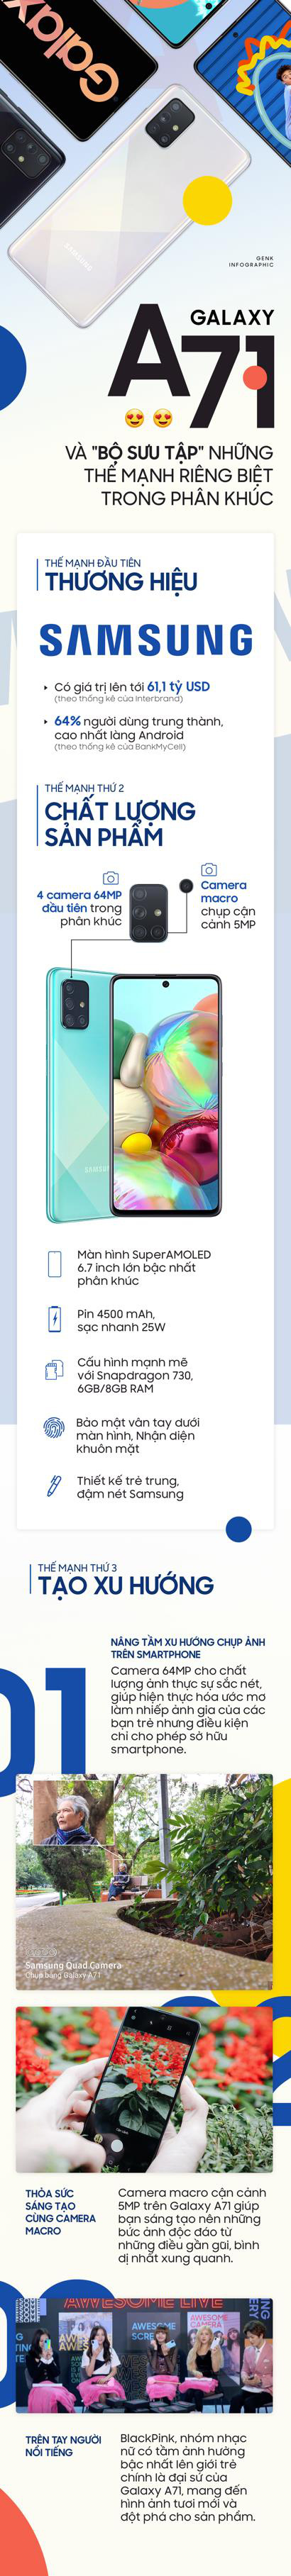 Galax
SAMSUNG
GENK
INFOGRAPHIC
GALAXY
A71
VÀ "BỘ SƯU TẬP" NHỮNG
THẾ MẠNH RIÊNG BIỆT
TRONG PHÂN KHÚC
THẾ MẠNH ĐẦU TIÊN
THƯƠNG HIỆU
SAMSUNG
Có giá trị lên tới 61,1 tỷ USD
(theo thống kê của Interbrand)
64% người dùng trung thành,
cao nhất làng Android
(theo thống kê của BankMyCell)
THẾ MẠNH THỨ 2
CHẤT LƯỢNG
SẢN PHẨM
4 camera 64MP
đầu tiên trong
phân khúc
Camera
macro
chụp cận
cảnh 5MP
SAMSUNG
Màn hình SuperAMOLED
6.7 inch lớn bậc nhất
phân khúc
Pin 4500 mAh,
sạc nhanh 25W
Cấu hình mạnh mẽ
với Snapdragon 730,
6GB/8GB RAM
Bảo mật vân tay dưới
màn hình, Nhận diện
khuôn mặt
Thiết kế trẻ trung,
đậm nét Samsung
THẾ MẠNH THỨ 3
TẠO XU HƯỚNG
01
NÂNG TẦM XU HƯỚNG CHỤP ẢNH
TRÊN SMARTPHONE
Camera 64MP cho chất
lượng ảnh thực sự sắc nét,
giúp hiện thực hóa ước mơ
làm nhiếp ảnh gia của các
bạn trẻ nhưng điều kiện
chỉ cho phép sở hữu
smartphone.
Samsung Quad Camera
Chụp bằng Galaxy A71
2
THỎA SỨC
SÁNG TẠO
CÙNG CAMERA
MACRO
Camera macro cận cảnh
5MP trên Galaxy A71 giúp
bạn sáng tạo nên những
bức ảnh độc đáo từ
những điều gần gũi, bình
dị nhất xung quanh.
AWESOME LIVE
AWESOME
SCRE
AWESOME
CAMERA
TRÊN TAY NGƯỜI
NỔI TIẾNG
BlackPink, nhóm nhạc
nữ có tầm ảnh hưởng
bậc nhất lên giới trẻ
chính là đại sứ của
Galaxy A71, mang đến
hình ảnh tươi mới và
đột phá cho sản phẩm.